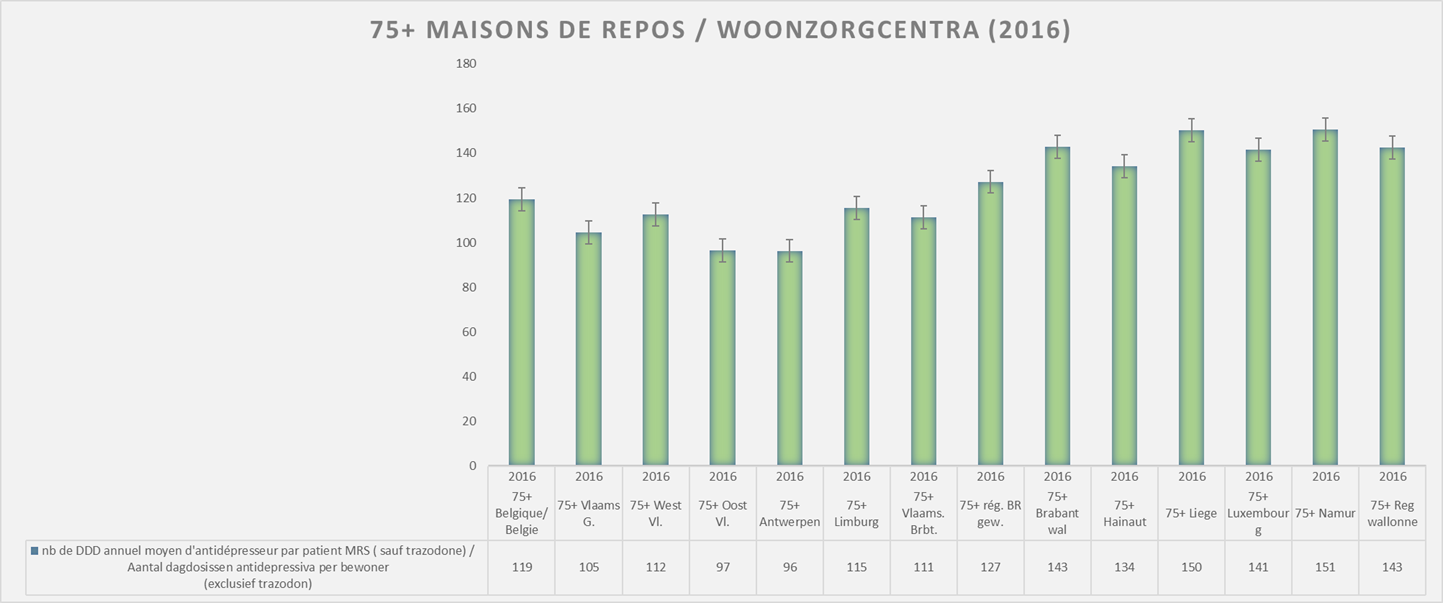 75+ MAISONS DE REPOS / WOONZORGCENTRA (2016)
180
160
140
120
100
80
60
40
20
0
2016 2016 2016 2016 2016 2016 2016 2016 2016 2016 2016 2016 2016 2016
75+ Belgique/ Belgie
75+ Vlaams G.
75+ West Vl.
75+ Oost Vl.
75+ Antwerpen
75+ Limburg
75+ Vlaams. Brbt.
75+ rég. BR gew.
75+ Brabant wal
75+ Hainaut
75+ Liege
75+ Luxembourg
75+ Namur
75+ Reg wallonne
nb de DDD annuel moyen d'antidépresseur par patient MRS ( sauf trazodone) /
Aantal dagdosissen antidepressiva per bewoner
(exclusief trazodon)
119 105 112 97 96 115 111 127 143 134 150 141 151 143